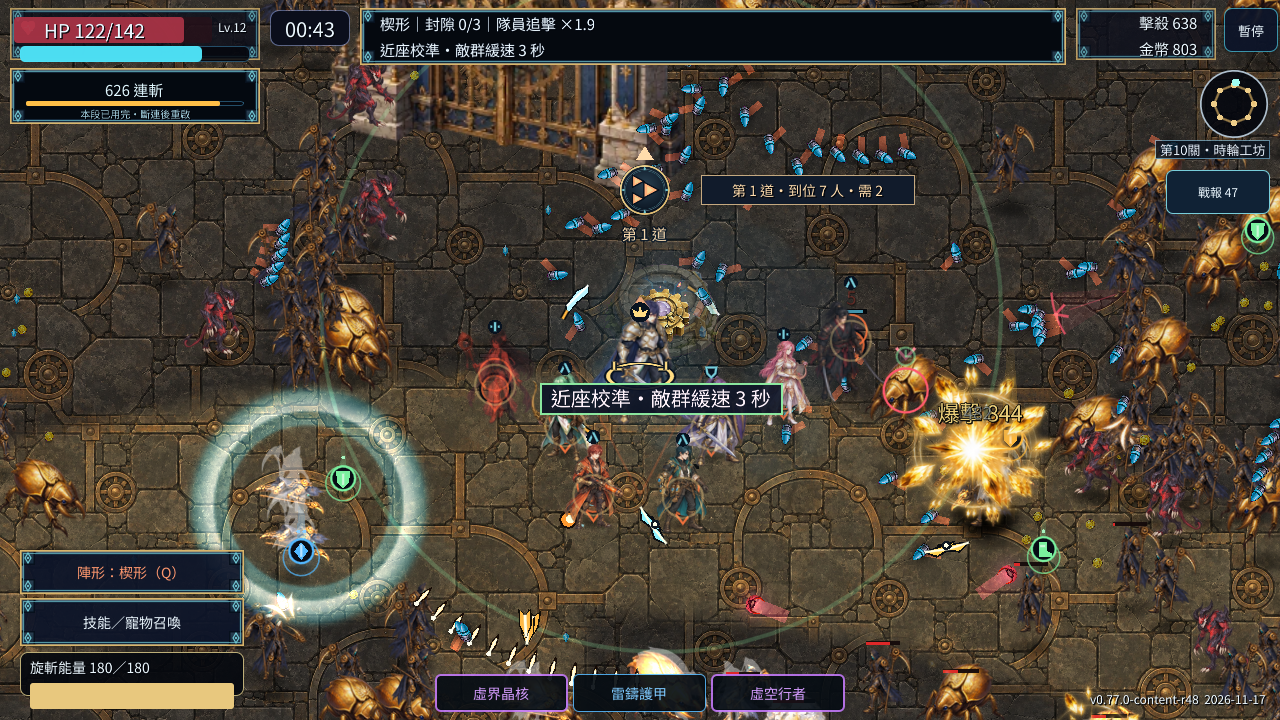 HP 122/142
Lv.12
00:43
楔形｜封隙 0/3｜隊員追擊 ×1.9
近座校準・敵群緩速 3 秒
擊殺 638
金幣 803
暫停
626 連斬
本段已用完・斷連後重啟
第10關・時輪工坊
戰報 47
第 1 道・到位 7 人・需 2
第 1 道
近座校準・敵群緩速 3 秒
爆擊 344
陣形：楔形（Q）
技能／寵物召喚
旋斬能量 180／180
虛界晶核
雷鑄護甲
虛空行者
v0.77.0-content-r48 2026-11-17